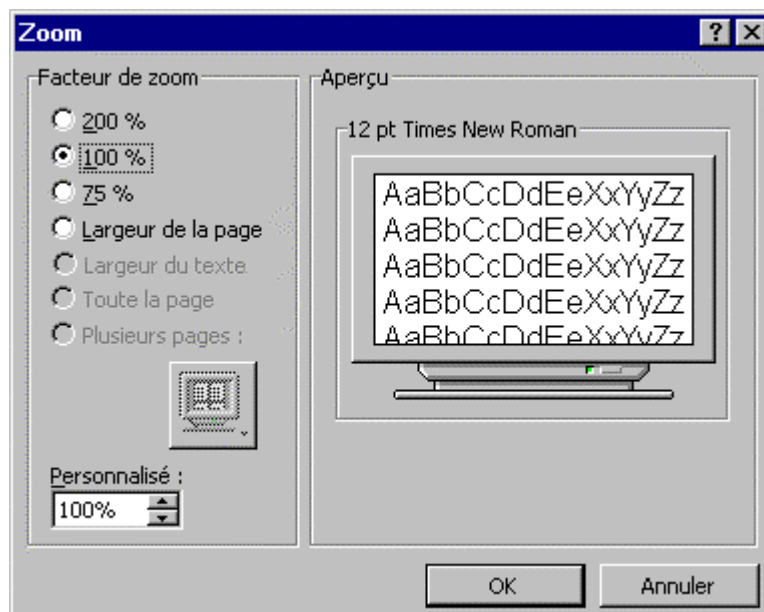 Zoom
Facteur de zoom
200 %
100 %
75 %
Largeur de la page
Largeur du texte
Toute la page
Plusieurs pages :
Personnalisé :
100%
Aperçu
12 pt Times New Roman
AaBbCcDdEeXxYyZz
AaBbCcDdEeXxYyZz
AaBbCcDdEeXxYyZz
AaBbCcDdEeXxYyZz
AaBbCcDdEeXxYyZz
OK
Annuler